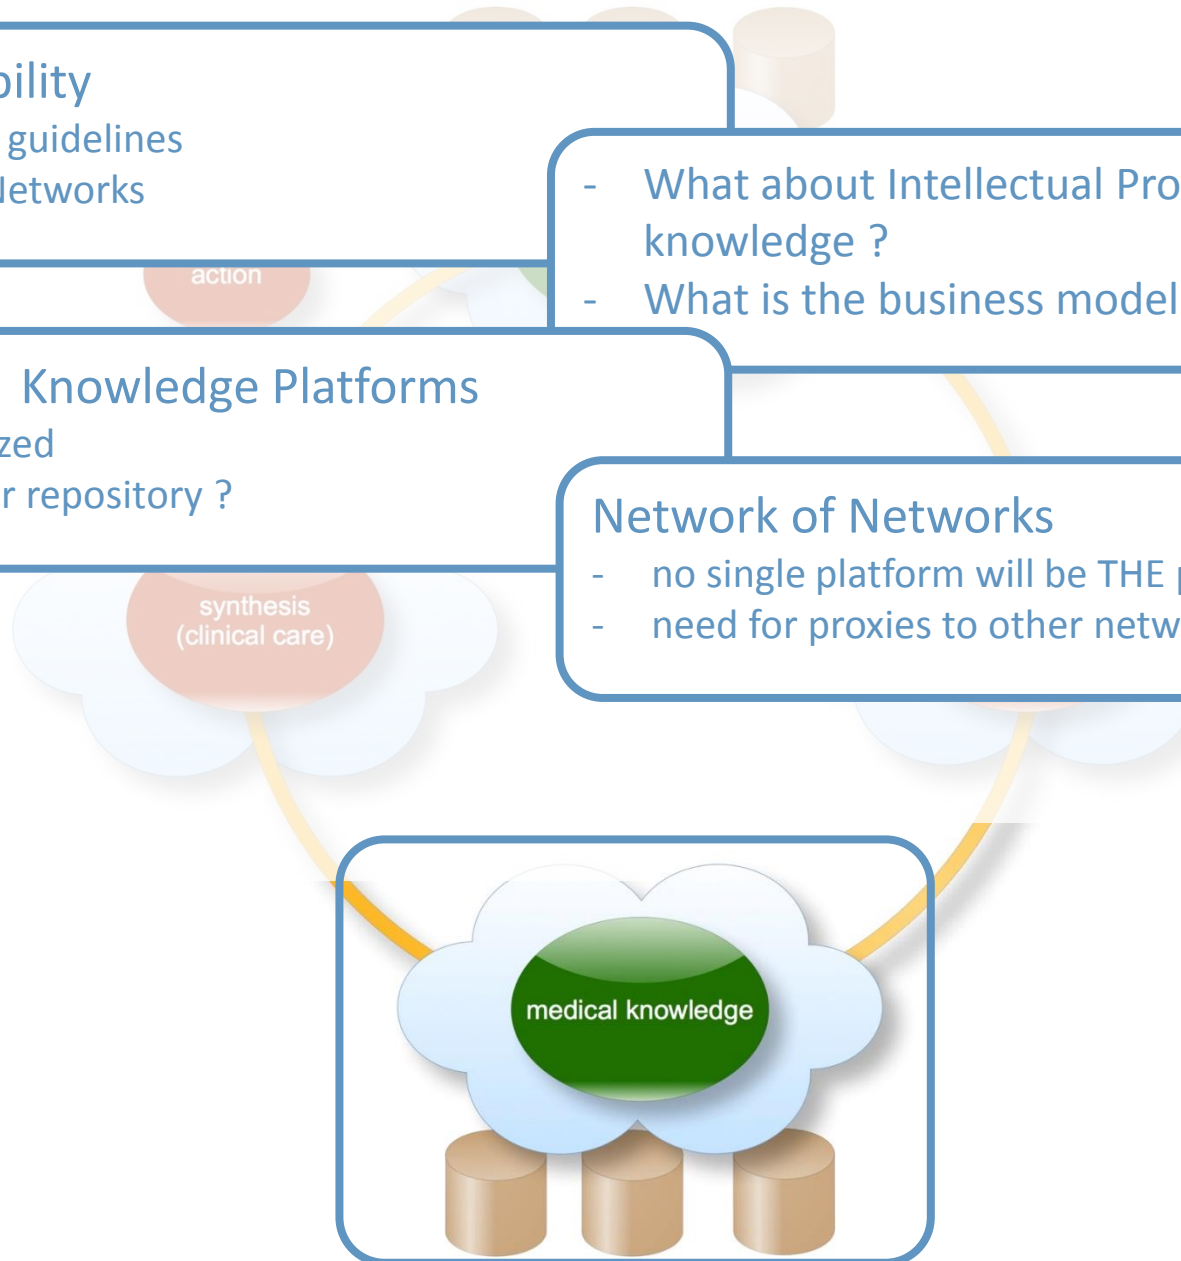 bility
guidelines
Networks
action
- What about Intellectual Pro
knowledge ?
- What is the business model
Knowledge Platforms
zed
r repository ?
Network of Networks
- no single platform will be THE p
- need for proxies to other netw
synthesis
(clinical care)
medical knowledge